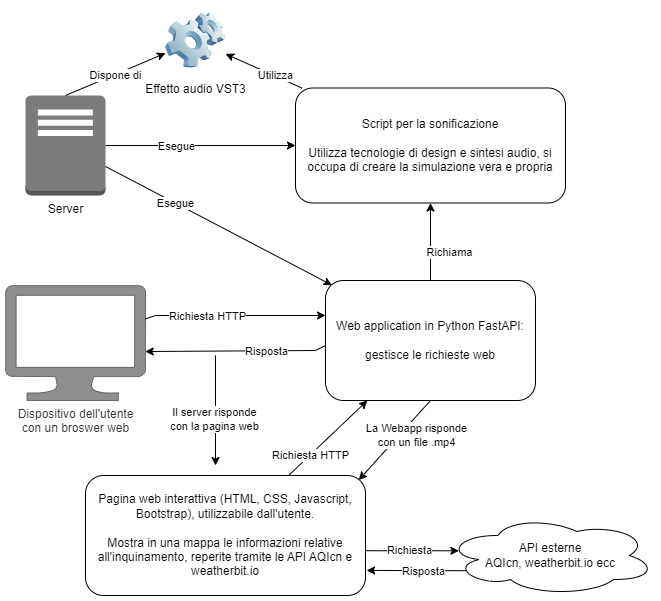 Dispone di
Utilizza
Effetto audio VST3
Script per la sonificazione
Utilizza tecnologie di design e sintesi audio, si
occupa di creare la simulazione vera e propria
Esegue
Server
Esegue
Richiama
Richiesta HTTP
Web application in Python FastAPI:
gestisce le richieste web
Risposta
Dispositivo dell'utente
con un broswer web
Il server risponde
con la pagina web
La Webapp risponde
con un file .mp4
Richiesta HTTP
Pagina web interattiva (HTML, CSS, Javascript,
Bootstrap), utilizzabile dall'utente.
Mostra in una mappa le informazioni relative
all'inquinamento, reperite tramite le API AQIcn e
weatherbit.io
Richiesta
Risposta
API esterne
AQIcn, weatherbit.io ecc